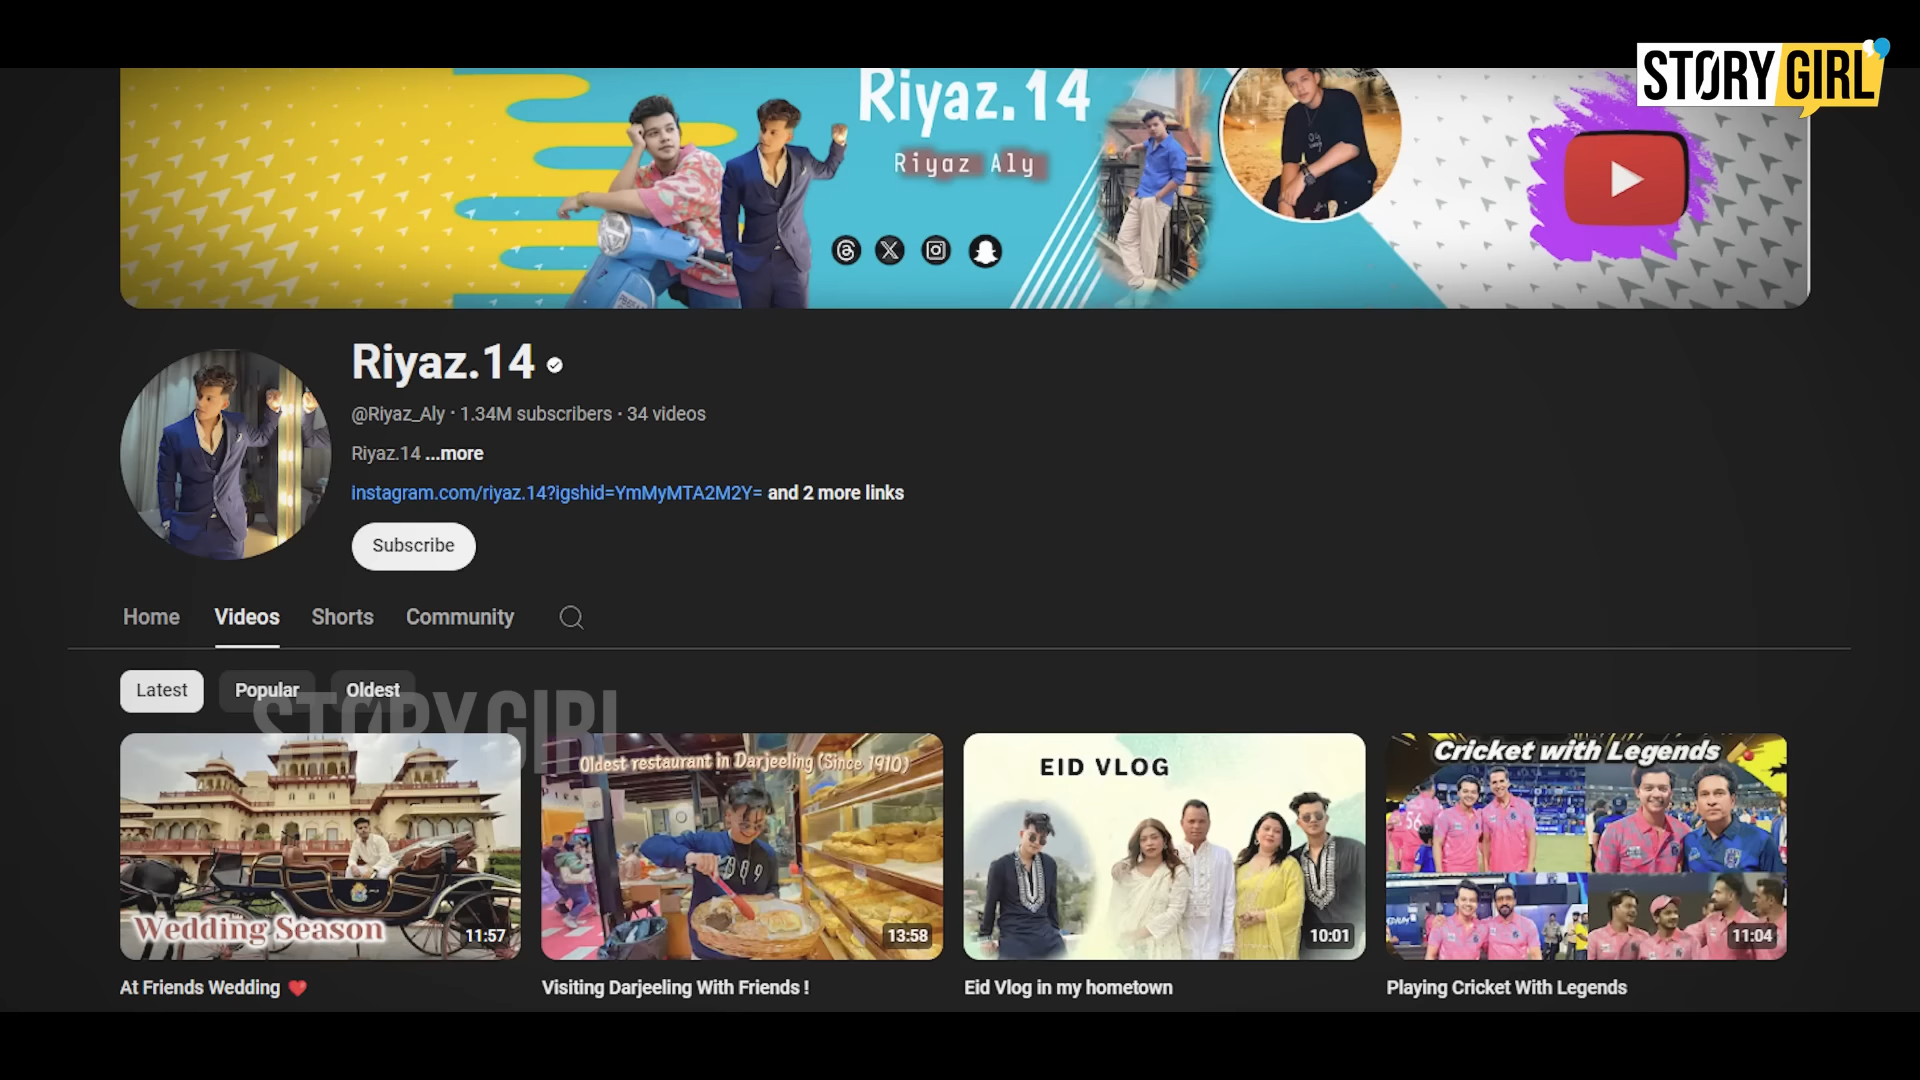 STORY GIRL
Riyaz.14
Riyaz Aly
Riyaz.14
@Riyaz_Aly · 1.34M subscribers · 34 videos
Riyaz.14 ...more
instagram.com/riyaz.14?igshid=YmMyMTA2M2Y= and 2 more links
Subscribe
Home Videos Shorts Community
Latest Popular Oldest
STORY GIRL
Wedding Season
11:57
Oldest restaurant in Darjeeling (Since 1910)
13:58
EID VLOG
10:01
Cricket with Legends
56
11:04
At Friends Wedding ❤️
Visiting Darjeeling With Friends !
Eid Vlog in my hometown
Playing Cricket With Legends